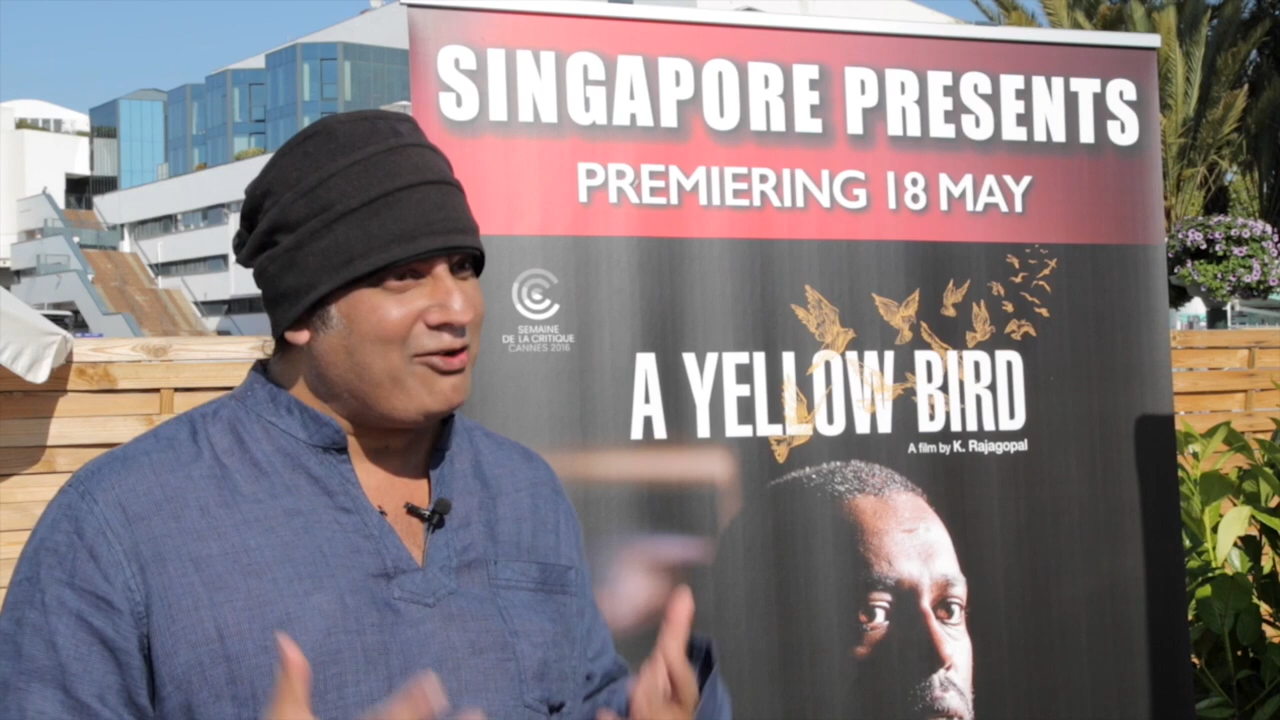 SINGAPORE PRESENTS
PREMIERING 18 MAY
SEMAINE
DE LA CRITIQUE
CANNES 2016
A YELLOW BIRD
A film by K. Rajagopal